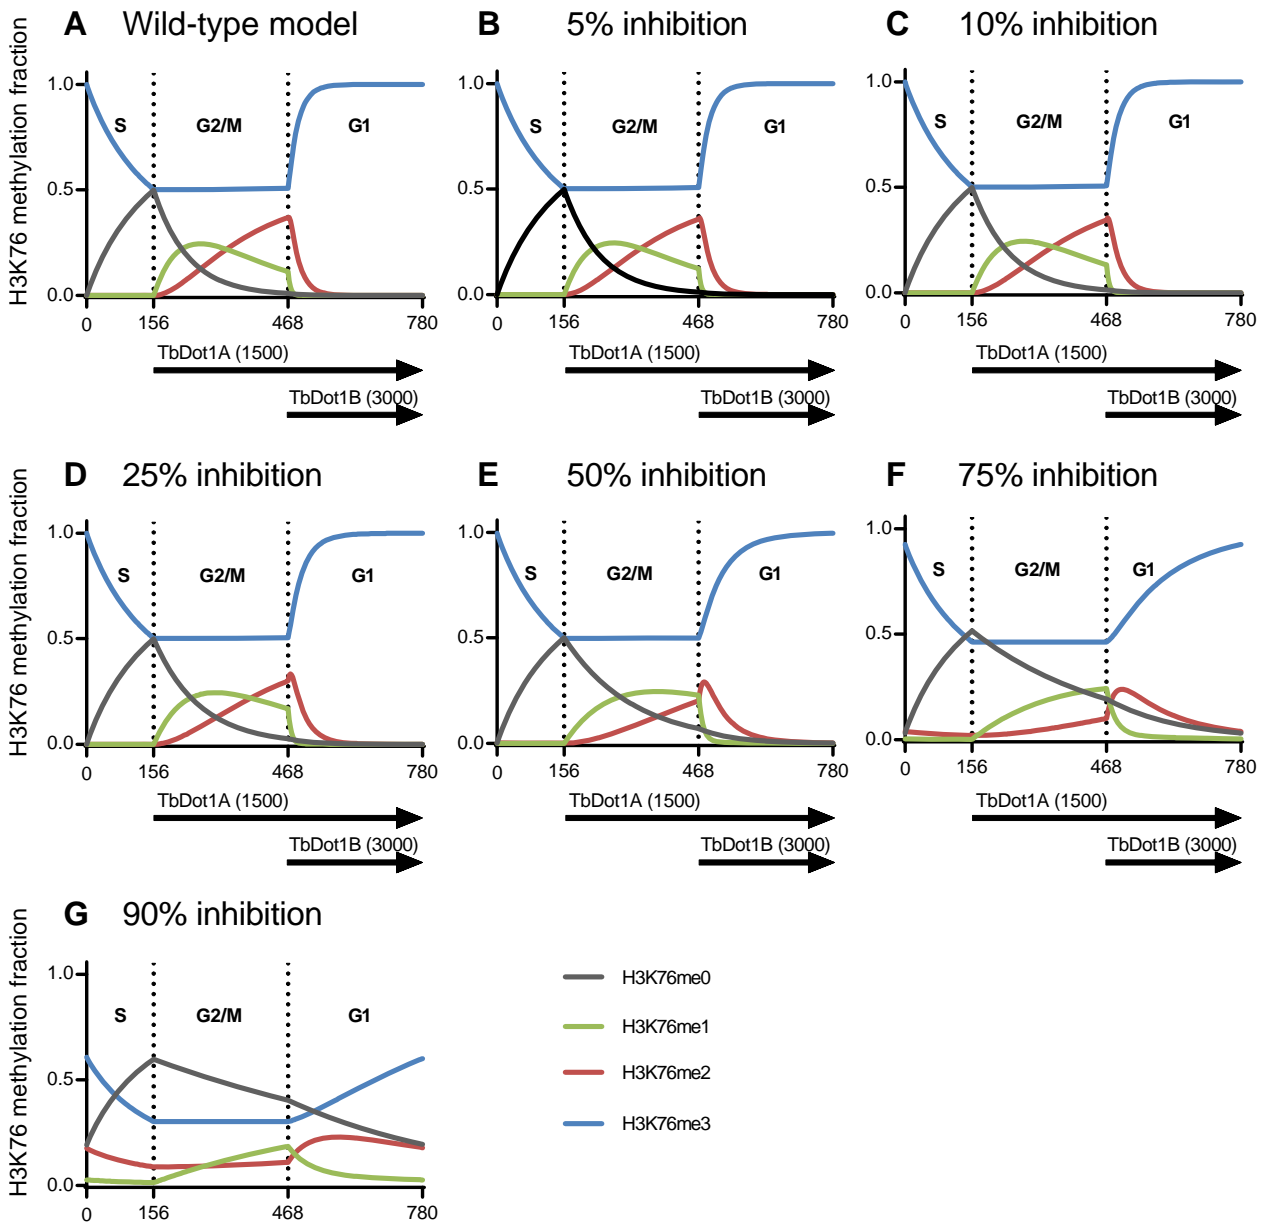 A Wild-type model
B 5% inhibition
C 10% inhibition
H3K76 methylation fraction
1.0
0.5
0.0
S
G2/M
G1
0 156 468 780
TbDot1A (1500)
TbDot1B (3000)
1.0
0.5
0.0
S
G2/M
G1
0 156 468 780
TbDot1A (1500)
TbDot1B (3000)
1.0
0.5
0.0
S
G2/M
G1
0 156 468 780
TbDot1A (1500)
TbDot1B (3000)
D 25% inhibition
E 50% inhibition
F 75% inhibition
H3K76 methylation fraction
1.0
0.5
0.0
S
G2/M
G1
0 156 468 780
TbDot1A (1500)
TbDot1B (3000)
1.0
0.5
0.0
S
G2/M
G1
0 156 468 780
TbDot1A (1500)
TbDot1B (3000)
1.0
0.5
0.0
S
G2/M
G1
0 156 468 780
TbDot1A (1500)
TbDot1B (3000)
G 90% inhibition
H3K76 methylation fraction
1.0
0.5
0.0
S
G2/M
G1
0 156 468 780
H3K76me0
H3K76me1
H3K76me2
H3K76me3